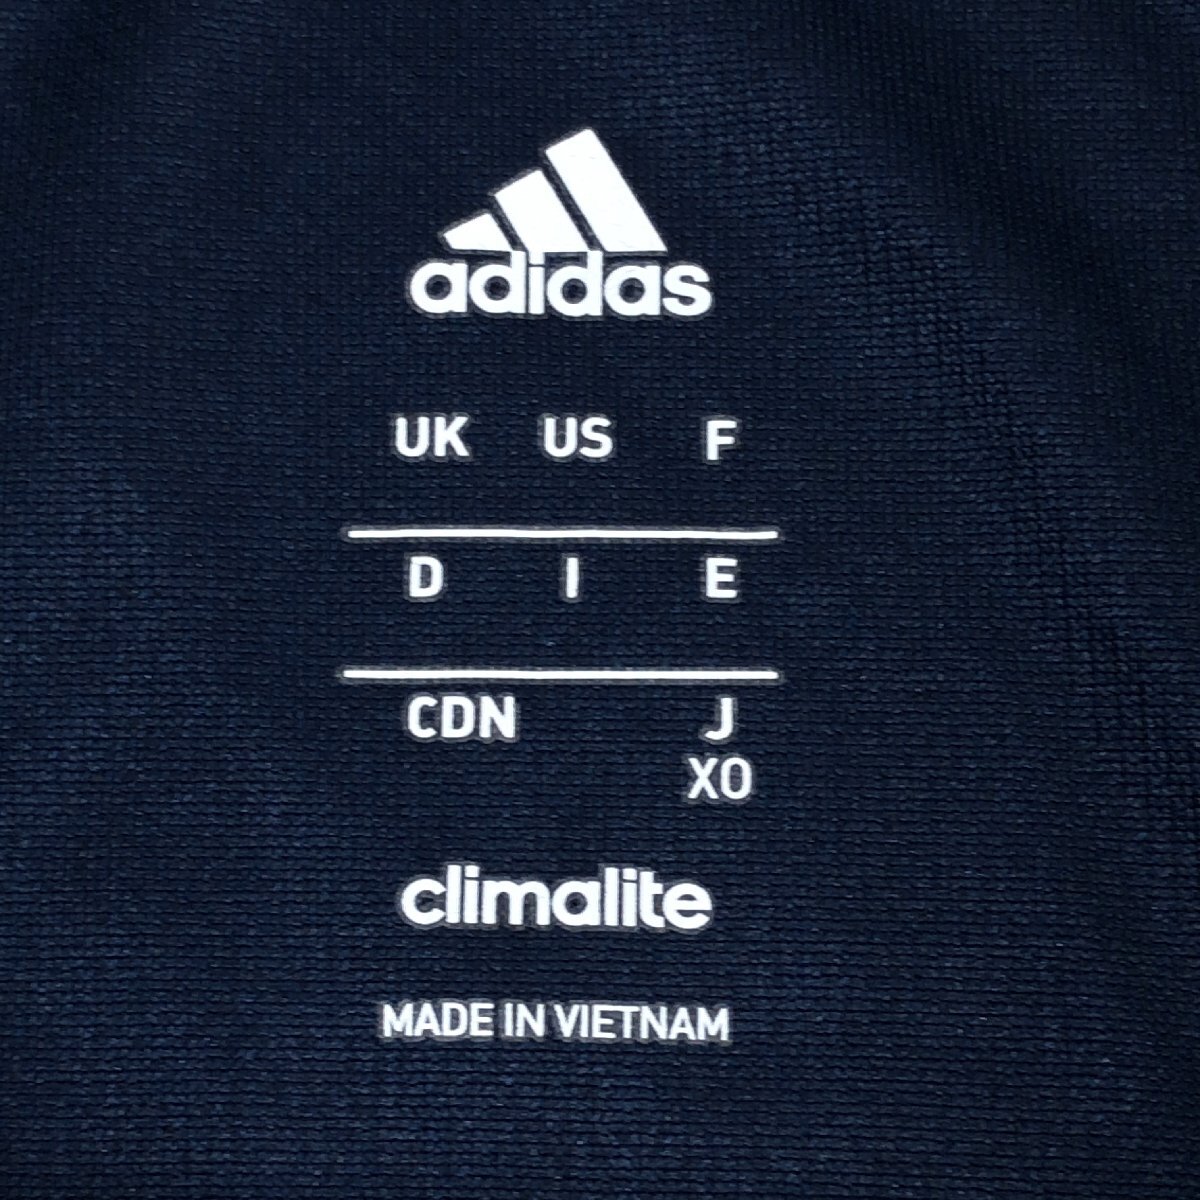 adidas
UK US F
D I E
CDN J
XO
climalite
MADE IN VIETNAM